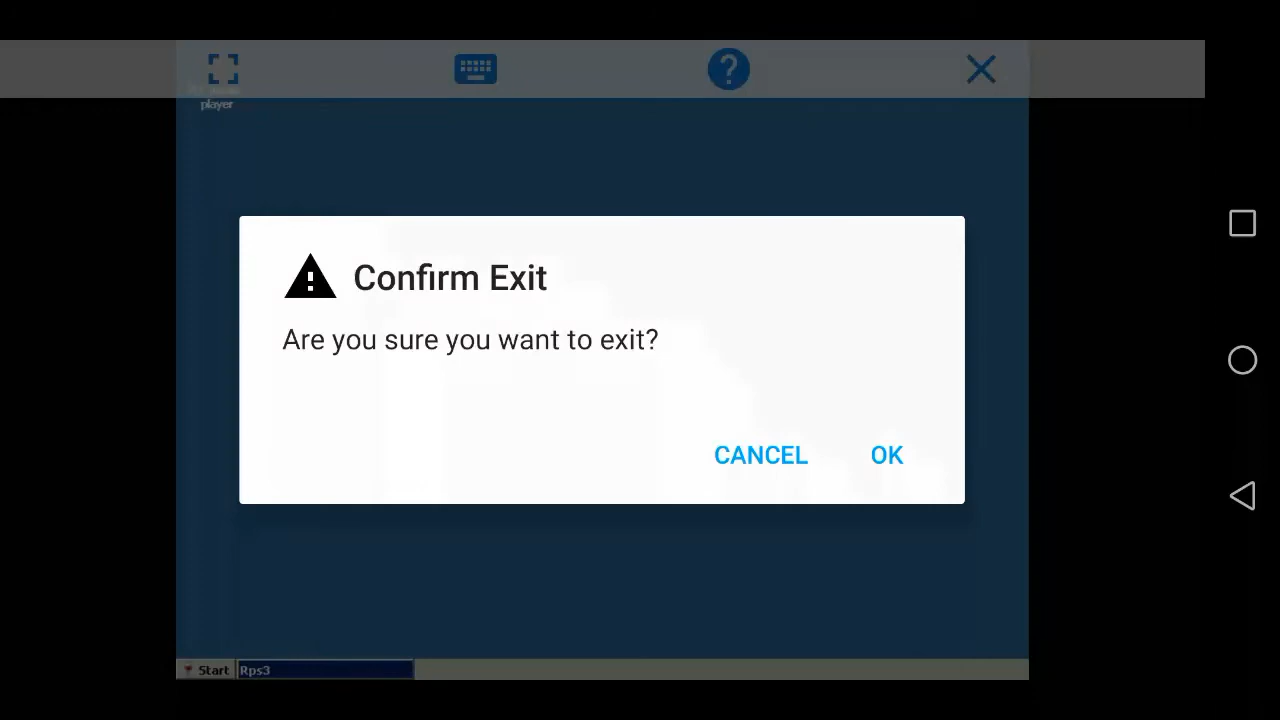 player
Confirm Exit
Are you sure you want to exit?
CANCEL OK
Start Rps3